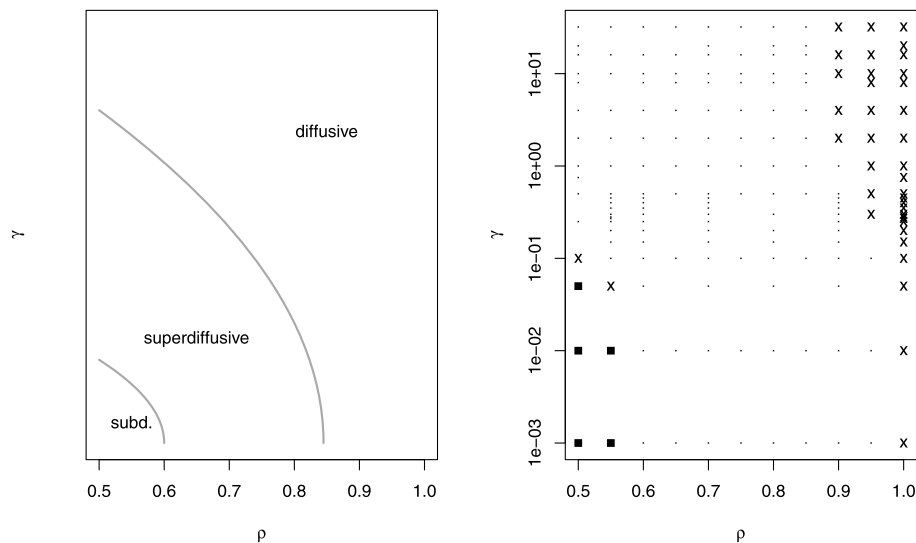 diffusive
superdiffusive
subd.
γ
0.5 0.6 0.7 0.8 0.9 1.0
ρ
1e+01
1e+00
1e-01
1e-02
1e-03
γ
0.5 0.6 0.7 0.8 0.9 1.0
ρ